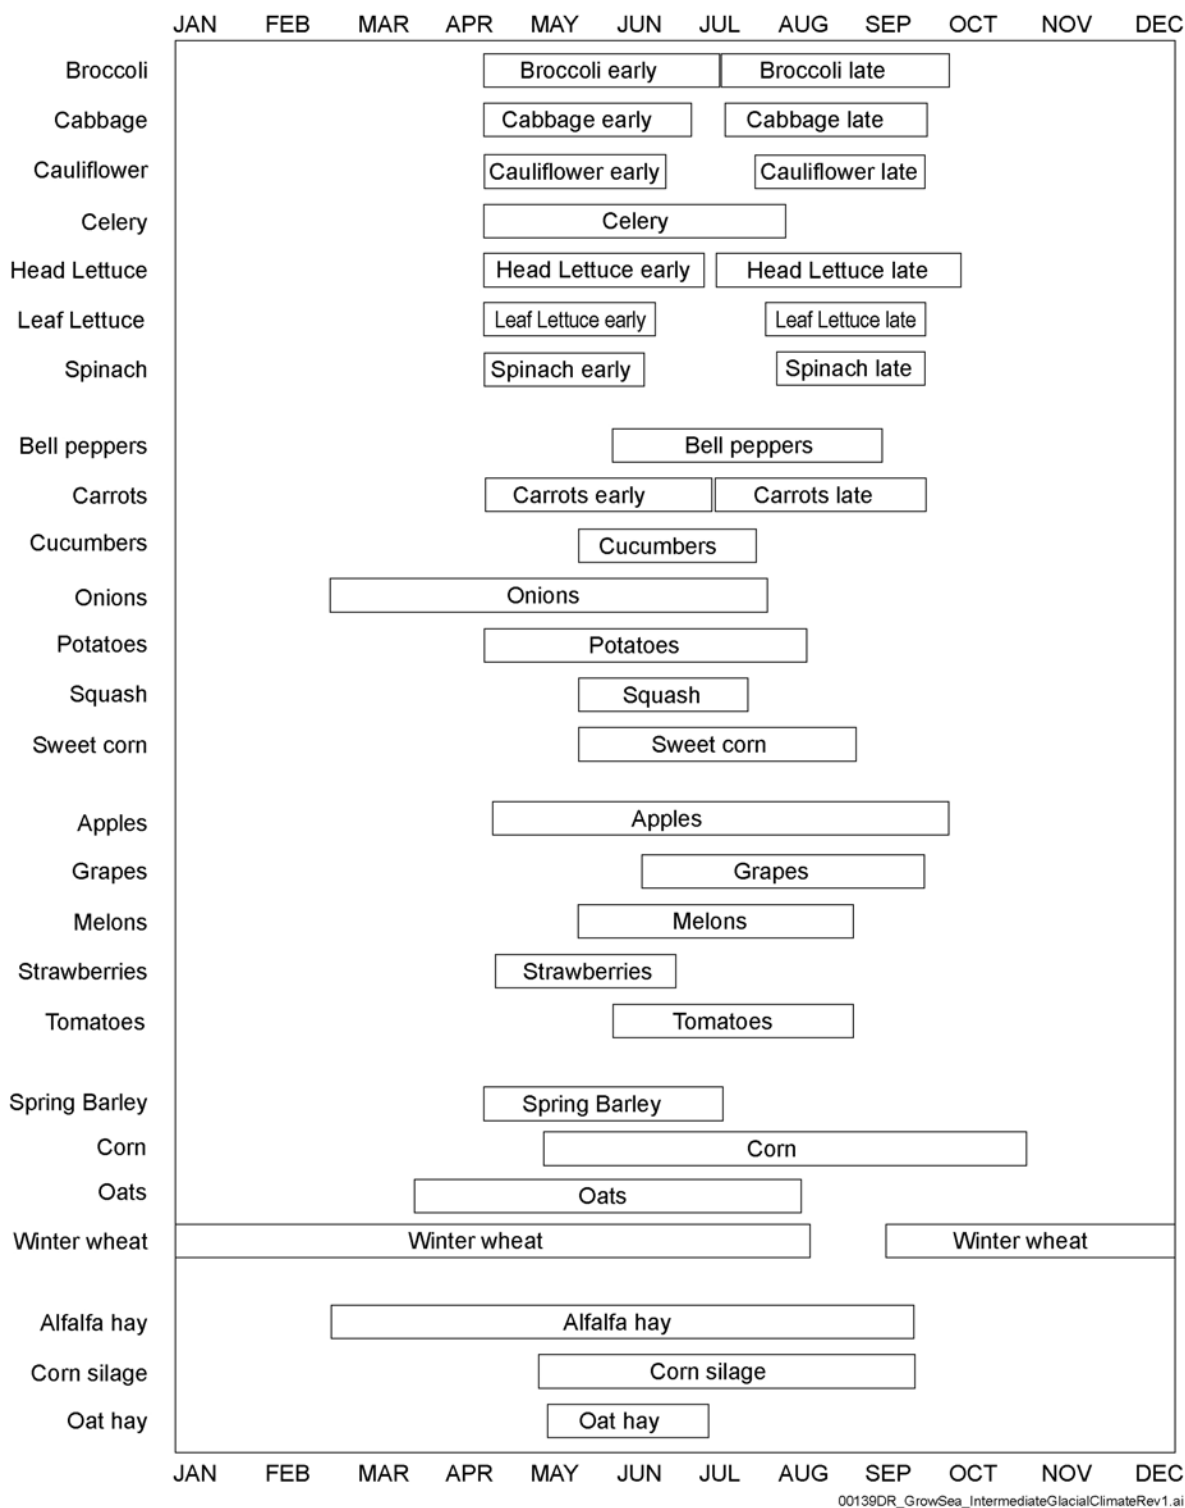 JAN FEB MAR APR MAY JUN JUL AUG SEP OCT NOV DEC
Broccoli Broccoli early Broccoli late
Cabbage Cabbage early Cabbage late
Cauliflower Cauliflower early Cauliflower late
Celery Celery
Head Lettuce Head Lettuce early Head Lettuce late
Leaf Lettuce Leaf Lettuce early Leaf Lettuce late
Spinach Spinach early Spinach late
Bell peppers Bell peppers
Carrots Carrots early Carrots late
Cucumbers Cucumbers
Onions Onions
Potatoes Potatoes
Squash Squash
Sweet corn Sweet corn
Apples Apples
Grapes Grapes
Melons Melons
Strawberries Strawberries
Tomatoes Tomatoes
Spring Barley Spring Barley
Corn Corn
Oats Oats
Winter wheat Winter wheat Winter wheat
Alfalfa hay Alfalfa hay
Corn silage Corn silage
Oat hay Oat hay
JAN FEB MAR APR MAY JUN JUL AUG SEP OCT NOV DEC
00139DR_GrowSea_IntermediateGlacialClimateRev1.ai